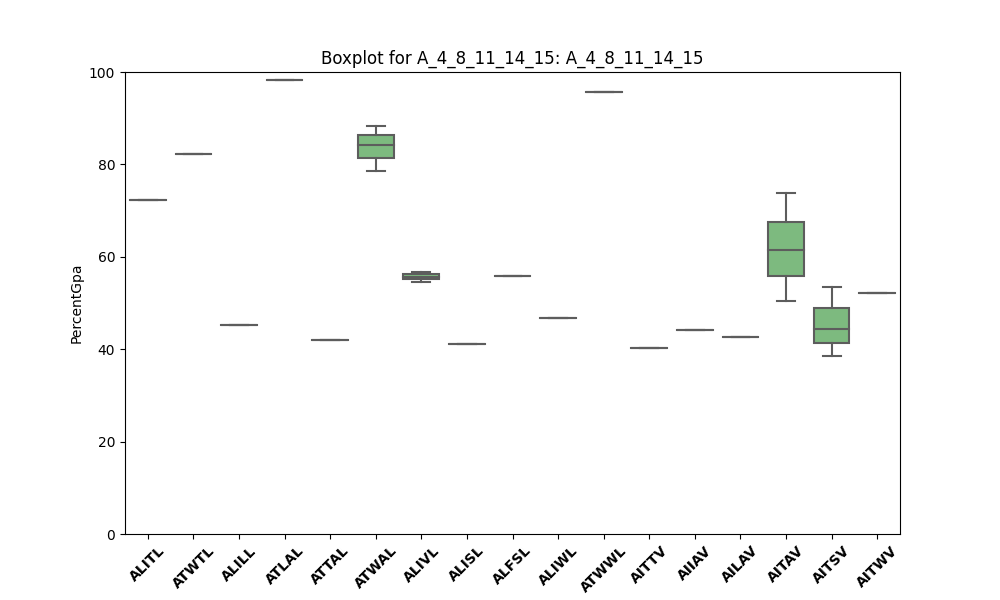 Boxplot for A_4_8_11_14_15: A_4_8_11_14_15
PercentGpa
100
80
60
40
20
0
ALITL
ATWTL
ALILL
ATLAL
ATTAL
ATWAL
ALIVL
ALISL
ALFSL
ALIWL
ATWWL
AITTV
AIIAV
AILAV
AITAV
AITSV
AITWV